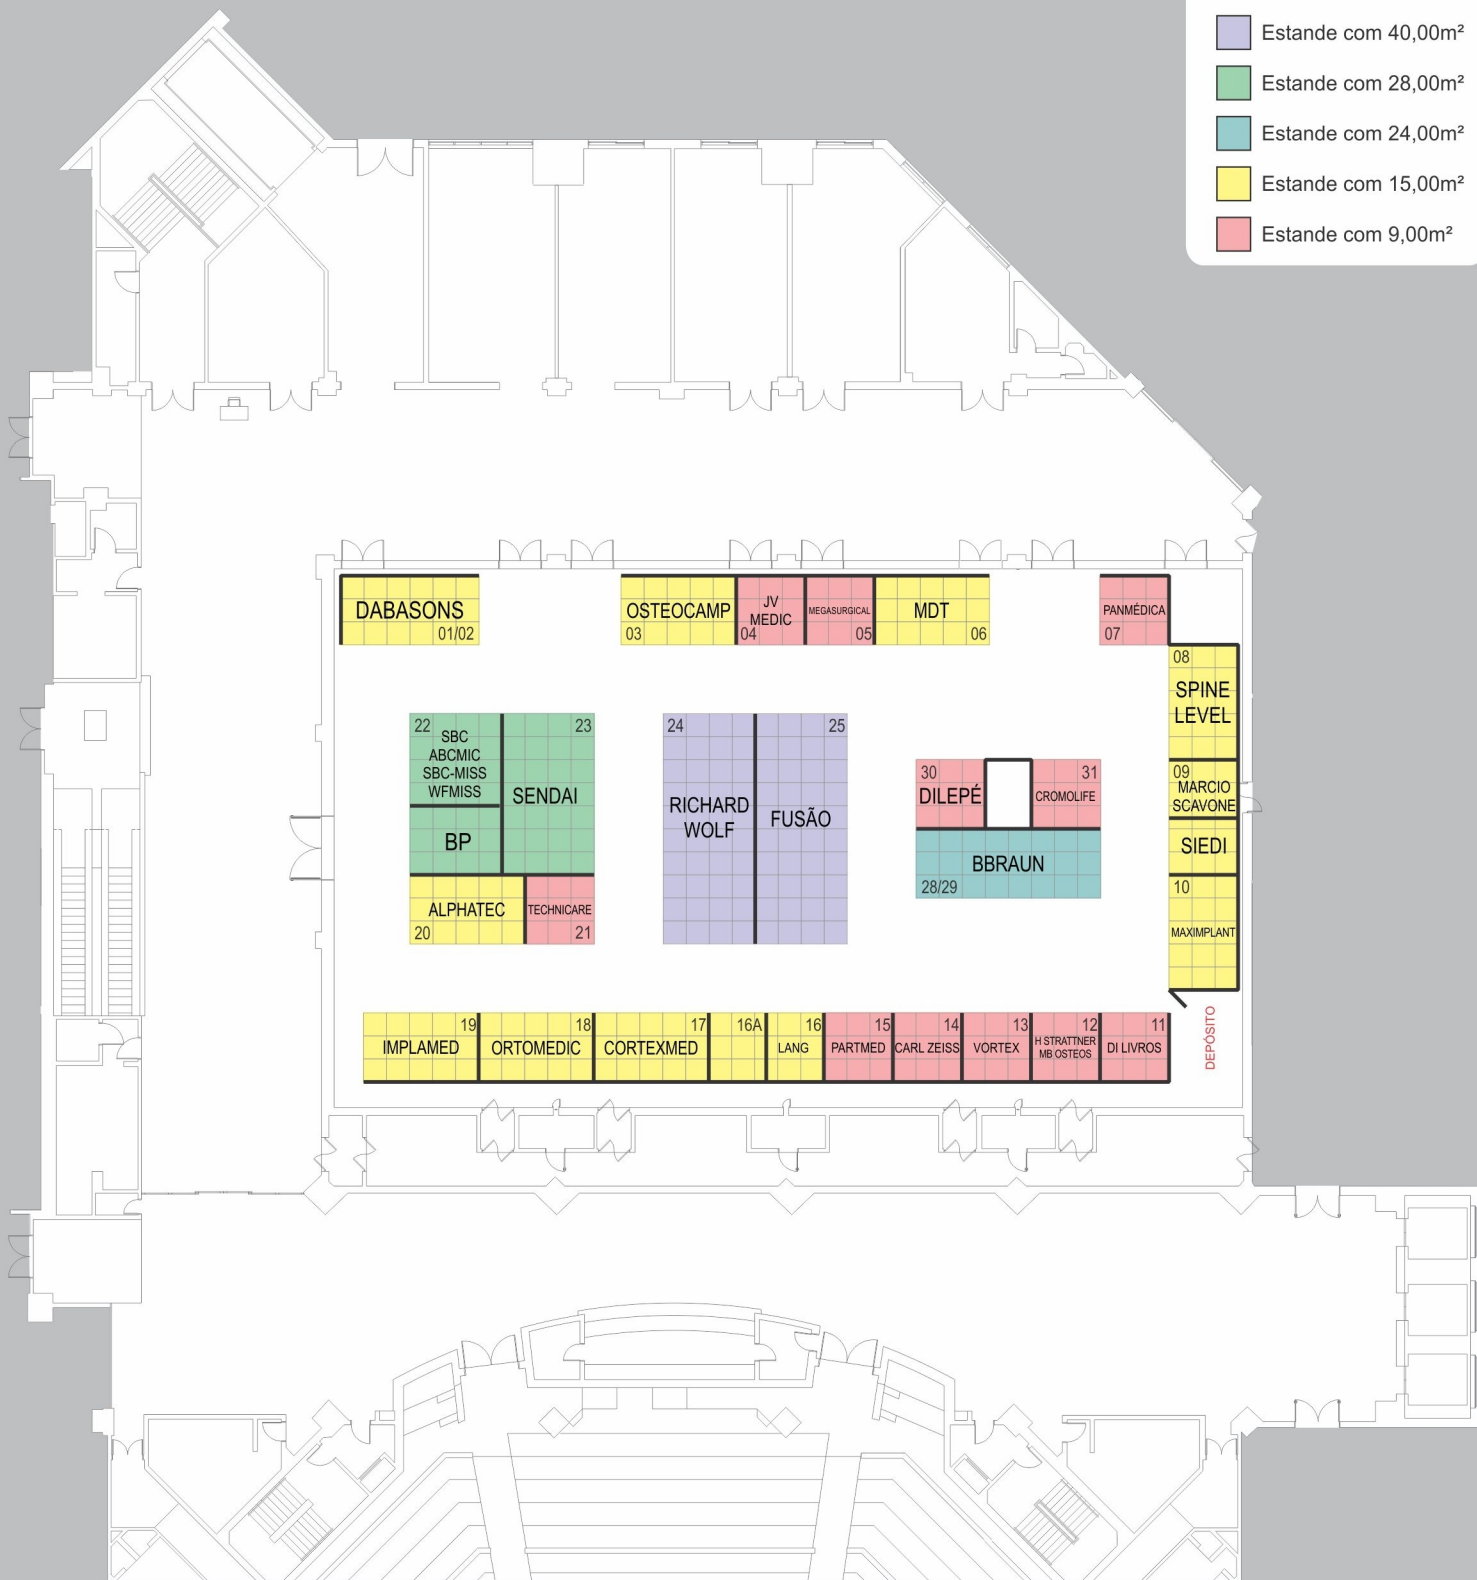 Estande com 40,00m²
Estande com 28,00m²
Estande com 24,00m²
Estande com 15,00m²
Estande com 9,00m²
DABASONS
01/02
OSTEOCAMP
03
JV
MEDIC
04
MEGASURGICAL
05
MDT
06
PANMÉDICA
07
08
SPINE
LEVEL
09
MARCIO
SCAVONE
SIEDI
10
MAXIMPLANT
22
SBC
ABCMIC
SBC-MISS
WFMISS
23
SENDAI
BP
ALPHATEC
20
TECHNICARE
21
24
RICHARD
WOLF
25
FUSÃO
30
DILEPÉ
31
CROMOLIFE
BBRAUN
28/29
19
IMPLAMED
18
ORTOMEDIC
17
CORTEXMED
16A
16
LANG
15
PARTMED
14
CARL ZEISS
13
VORTEX
12
H STRATTNER
MB OSTEOS
11
DI LIVROS
DEPÓSITO